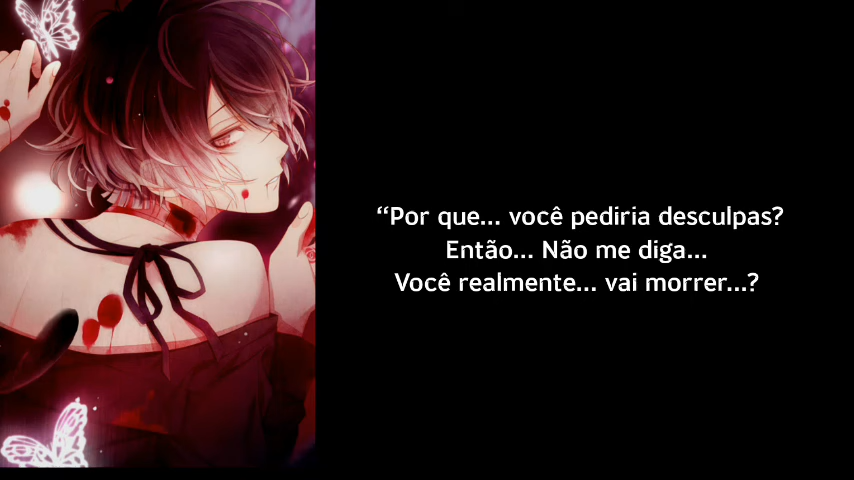 “Por que... você pediria desculpas?
Então... Não me diga...
Você realmente... vai morrer...?